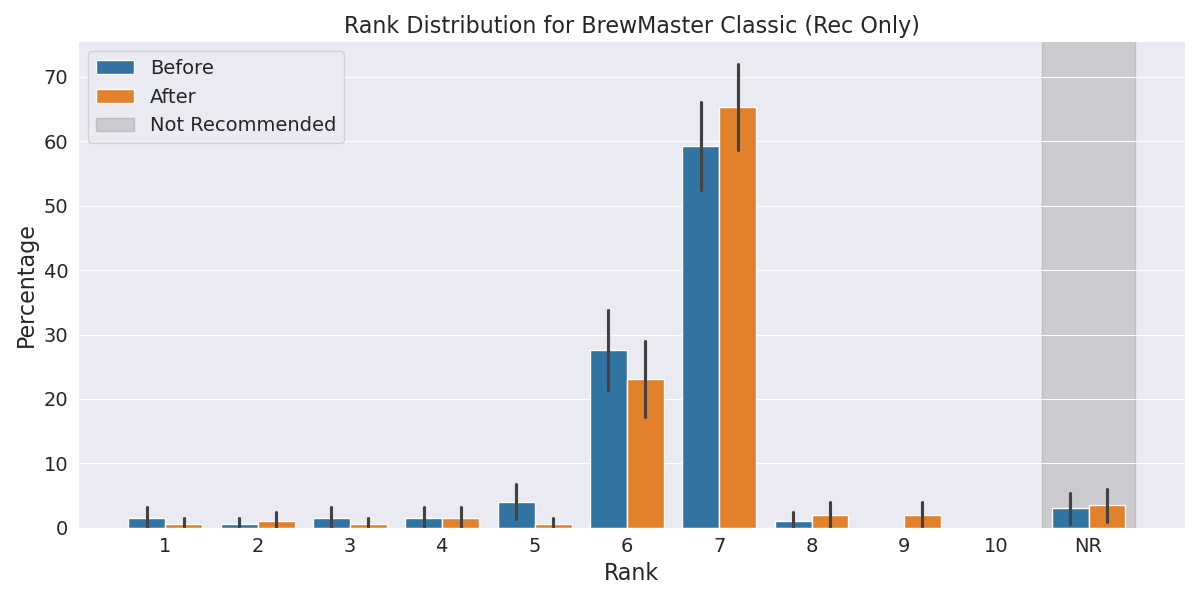 Rank Distribution for BrewMaster Classic (Rec Only)
Before
After
Not Recommended
Percentage
70
60
50
40
30
20
10
0
1 2 3 4 5 6 7 8 9 10 NR
Rank